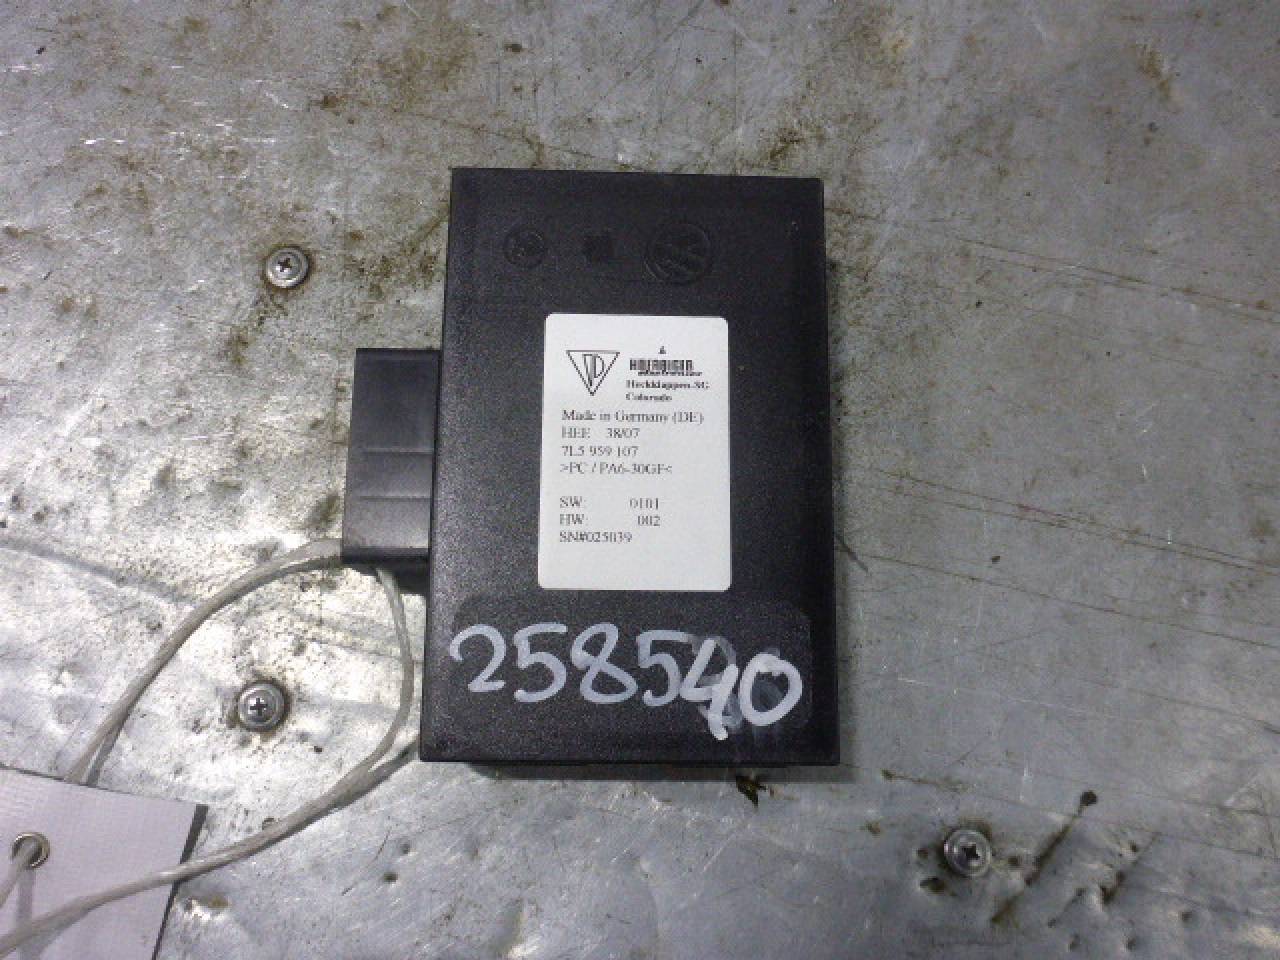 HOERBIGER
Heckklappen-SG
Colorado
Made in Germany (DE)
HEE 38/07
7L5 959 107
>PC / PA6-30GF<
SW: 0101
HW: 002
SN#025039
258540